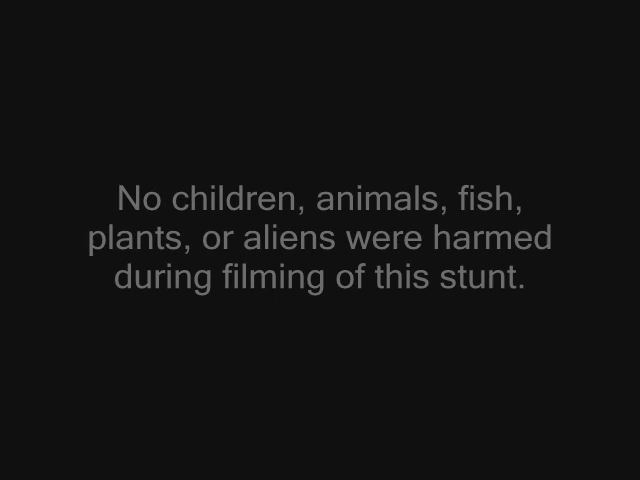 No children, animals, fish,
plants, or aliens were harmed
during filming of this stunt.